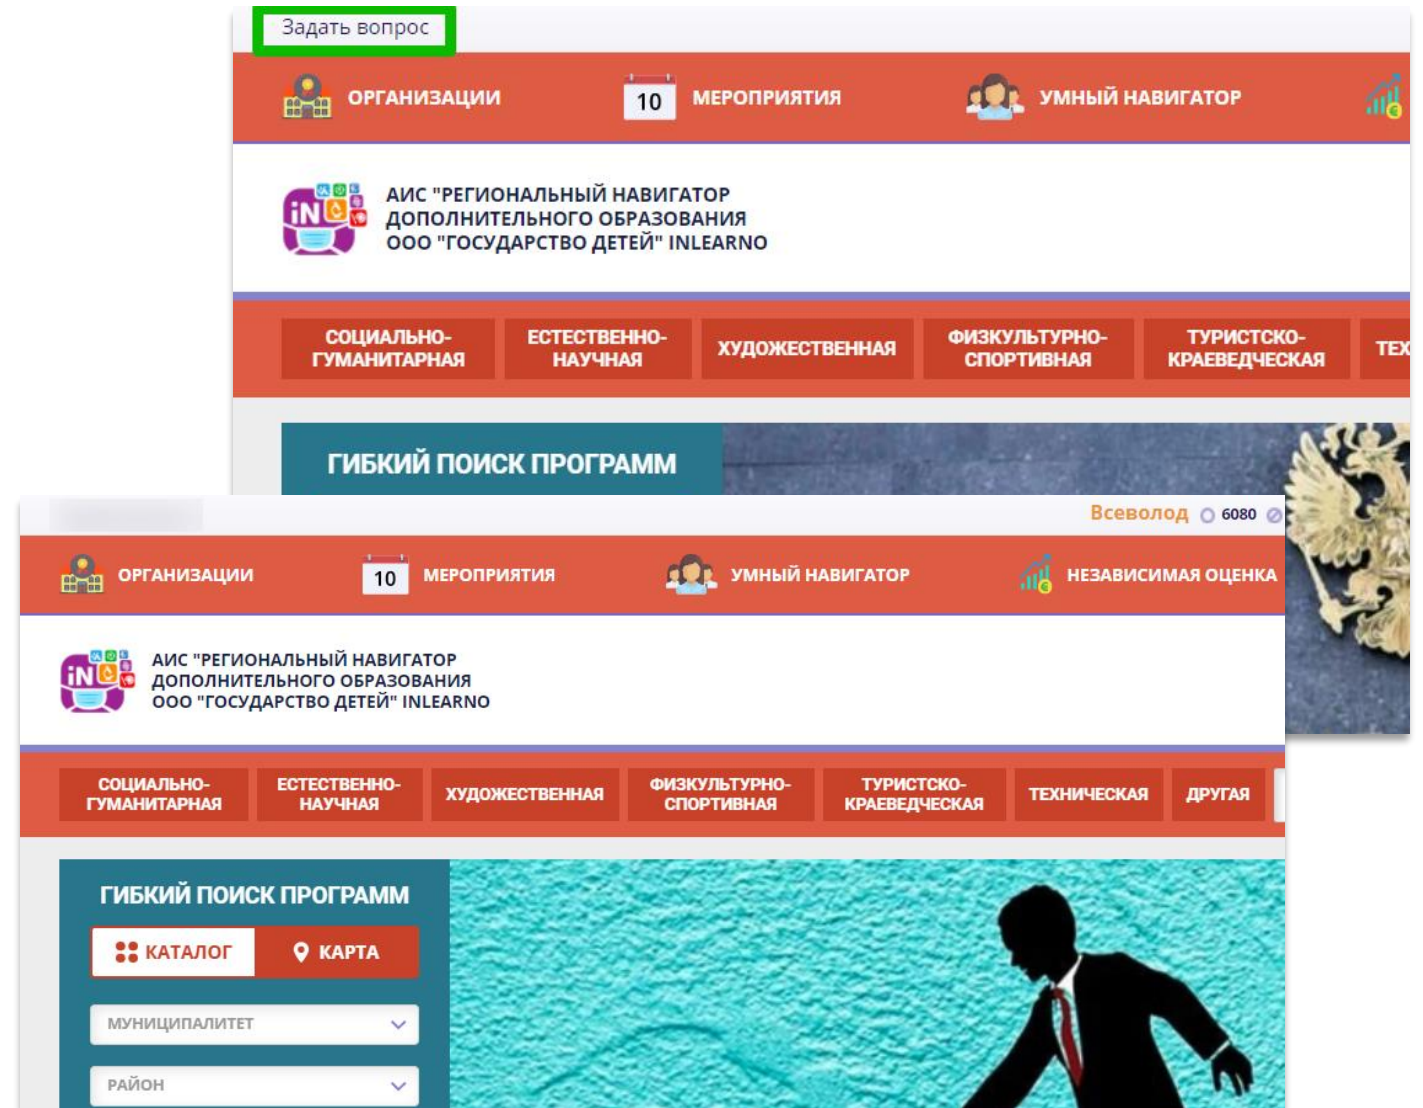 Задать вопрос
ОРГАНИЗАЦИИ
10
МЕРОПРИЯТИЯ
УМНЫЙ НАВИГАТОР
iN
АИС "РЕГИОНАЛЬНЫЙ НАВИГАТОР
ДОПОЛНИТЕЛЬНОГО ОБРАЗОВАНИЯ
ООО "ГОСУДАРСТВО ДЕТЕЙ" INLEARNO
СОЦИАЛЬНО-
ГУМАНИТАРНАЯ
ЕСТЕСТВЕННО-
НАУЧНАЯ
ХУДОЖЕСТВЕННАЯ
ФИЗКУЛЬТУРНО-
СПОРТИВНАЯ
ТУРИСТСКО-
КРАЕВЕДЧЕСКАЯ
ТЕХ
ГИБКИЙ ПОИСК ПРОГРАММ
Всеволод 6080
ОРГАНИЗАЦИИ
10
МЕРОПРИЯТИЯ
УМНЫЙ НАВИГАТОР
НЕЗАВИСИМАЯ ОЦЕНКА
iN
АИС "РЕГИОНАЛЬНЫЙ НАВИГАТОР
ДОПОЛНИТЕЛЬНОГО ОБРАЗОВАНИЯ
ООО "ГОСУДАРСТВО ДЕТЕЙ" INLEARNO
СОЦИАЛЬНО-
ГУМАНИТАРНАЯ
ЕСТЕСТВЕННО-
НАУЧНАЯ
ХУДОЖЕСТВЕННАЯ
ФИЗКУЛЬТУРНО-
СПОРТИВНАЯ
ТУРИСТСКО-
КРАЕВЕДЧЕСКАЯ
ТЕХНИЧЕСКАЯ
ДРУГАЯ
ГИБКИЙ ПОИСК ПРОГРАММ
КАТАЛОГ
КАРТА
МУНИЦИПАЛИТЕТ
РАЙОН